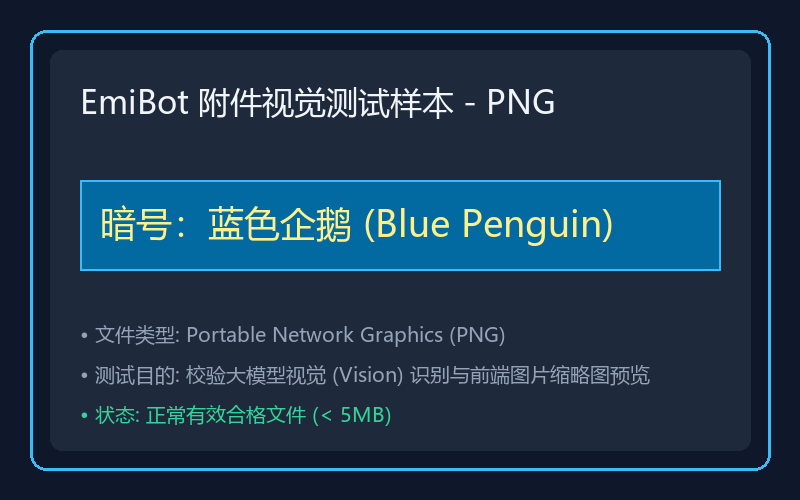 EmiBot 附件视觉测试样本 - PNG
暗号：蓝色企鹅 (Blue Penguin)
• 文件类型: Portable Network Graphics (PNG)
• 测试目的: 校验大模型视觉 (Vision) 识别与前端图片缩略图预览
• 状态: 正常有效合格文件 (< 5MB)